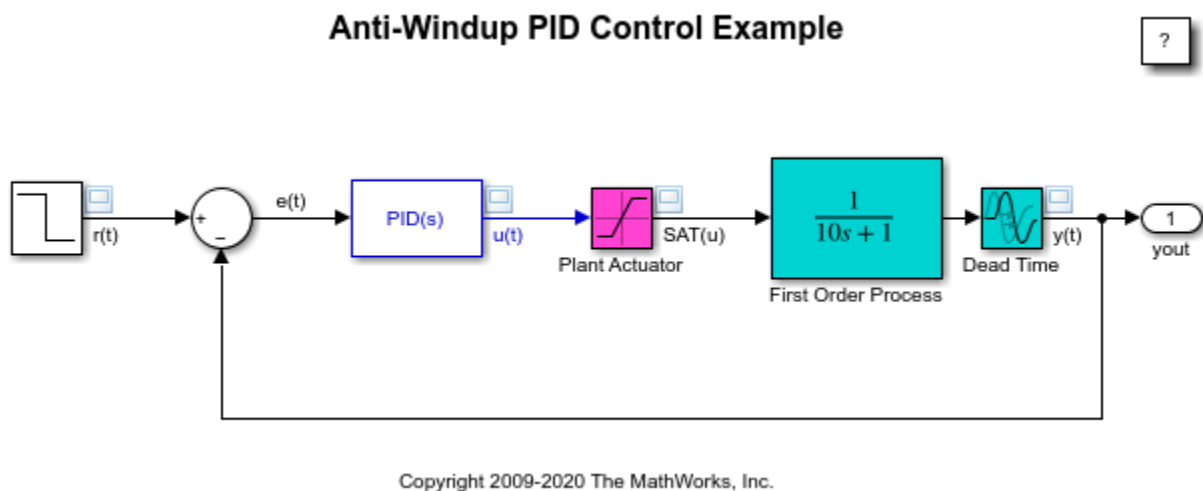 Anti-Windup PID Control Example
?
r(t)
+
−
e(t)
PID(s)
u(t)
Plant Actuator
SAT(u)
1
10s + 1
First Order Process
Dead Time
y(t)
1
yout
Copyright 2009-2020 The MathWorks, Inc.